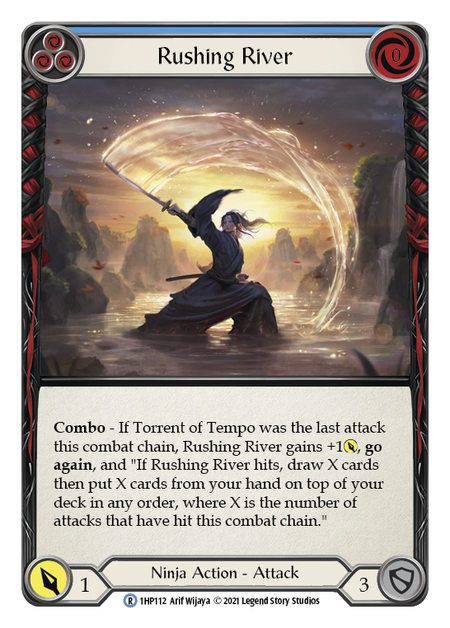 Rushing River
0
Combo - If Torrent of Tempo was the last attack
this combat chain, Rushing River gains +1, go
again, and "If Rushing River hits, draw X cards
then put X cards from your hand on top of your
deck in any order, where X is the number of
attacks that have hit this combat chain."
1
Ninja Action - Attack
3
R 1HP112 Arif Wijaya © 2021 Legend Story Studios